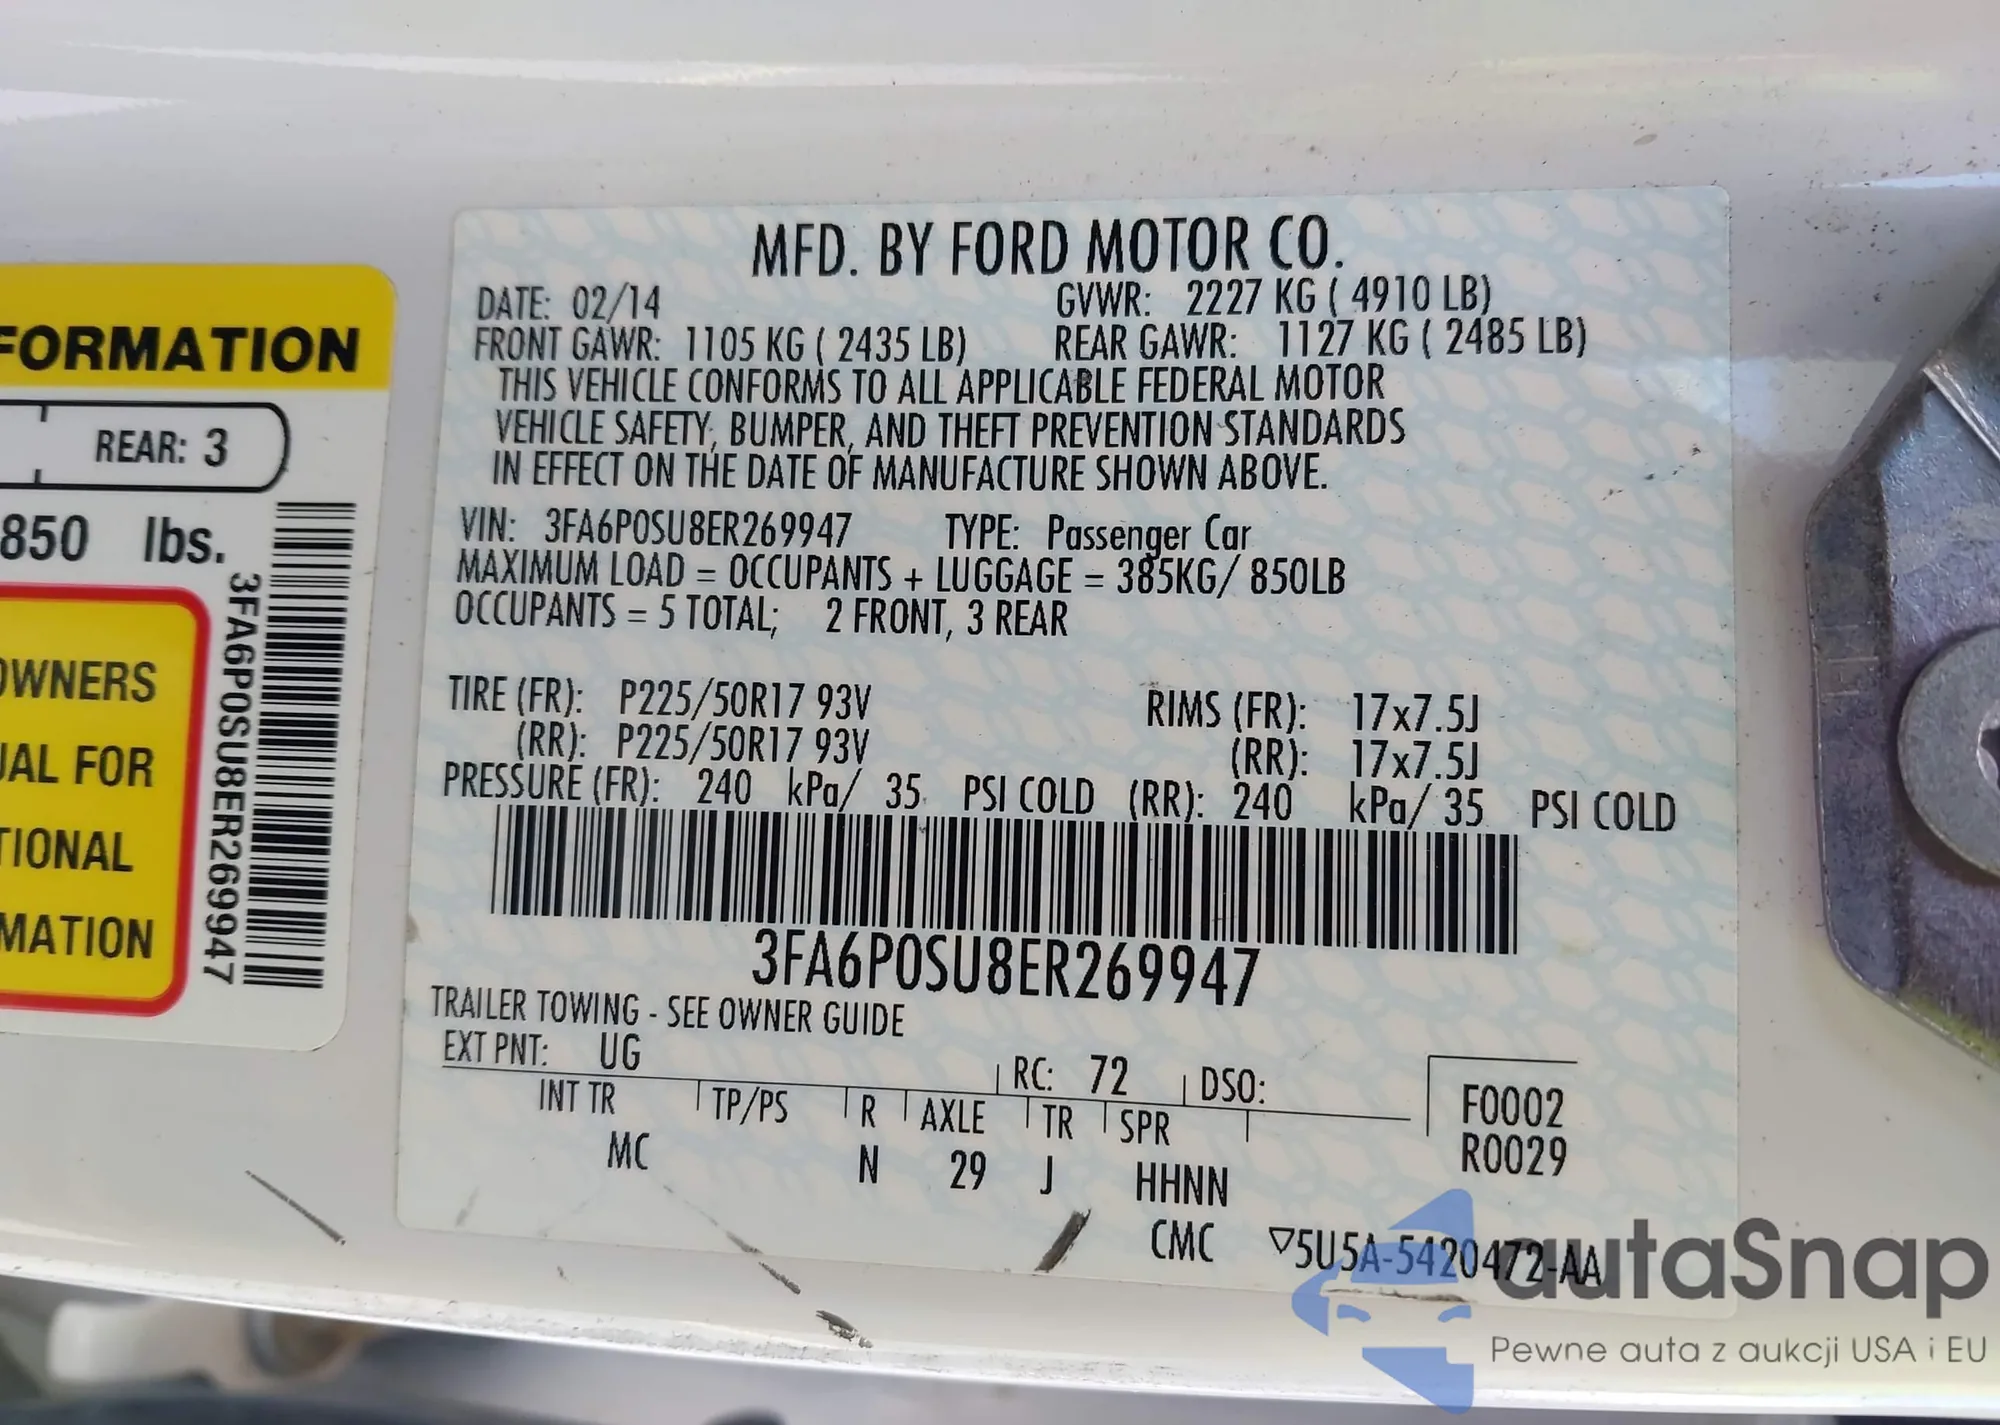 FORMATION
REAR: 3
850 lbs.
OWNERS
UAL FOR
TIONAL
MATION
3FA6P0SU8ER269947
MFD. BY FORD MOTOR CO.
DATE: 02/14 GVWR: 2227 KG ( 4910 LB)
FRONT GAWR: 1105 KG ( 2435 LB) REAR GAWR: 1127 KG ( 2485 LB)
THIS VEHICLE CONFORMS TO ALL APPLICABLE FEDERAL MOTOR
VEHICLE SAFETY, BUMPER, AND THEFT PREVENTION STANDARDS
IN EFFECT ON THE DATE OF MANUFACTURE SHOWN ABOVE.
VIN: 3FA6P0SU8ER269947 TYPE: Passenger Car
MAXIMUM LOAD = OCCUPANTS + LUGGAGE = 385KG/ 850LB
OCCUPANTS = 5 TOTAL; 2 FRONT, 3 REAR
TIRE (FR): P225/50R17 93V RIMS (FR): 17x7.5J
(RR): P225/50R17 93V (RR): 17x7.5J
PRESSURE (FR): 240 kPa/ 35 PSI COLD (RR): 240 kPa/ 35 PSI COLD
3FA6P0SU8ER269947
TRAILER TOWING - SEE OWNER GUIDE
EXT PNT: UG RC: 72 DSO:
INT TR TP/PS R AXLE TR SPR
MC N 29 J HHNN
F0002
R0029
CMC ▽5U5A-5420472-AA
autaSnap
Pewne auta z aukcji USA i EU